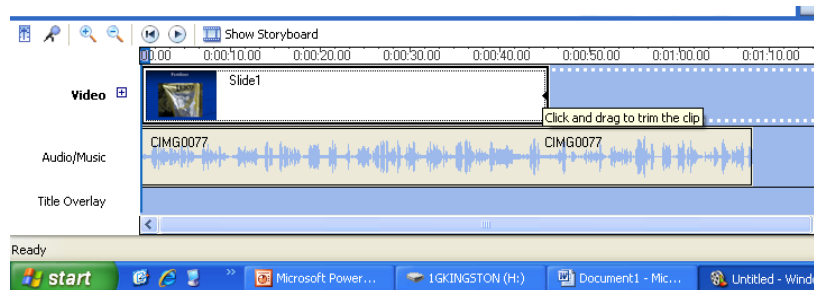 Show Storyboard
00.00 0:00:10.00 0:00:20.00 0:00:30.00 0:00:40.00 0:00:50.00 0:01:00.00 0:01:10.00
Video
Slide1
Click and drag to trim the clip
Audio/Music
CIMG0077 CIMG0077
Title Overlay
Ready
start
Microsoft Power...
1GKINGSTON (H:)
Document1 - Mic...
Untitled - Wind